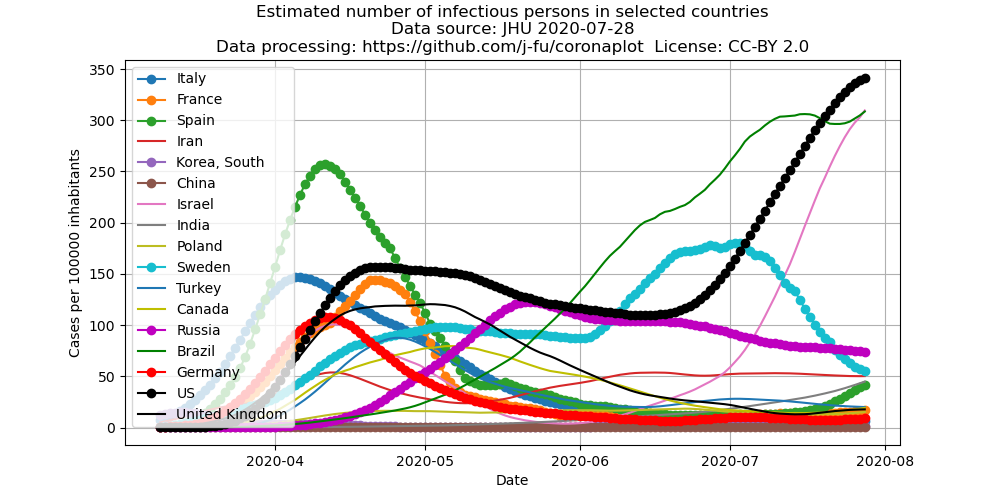 Estimated number of infectious persons in selected countries
Data source: JHU 2020-07-28
Data processing: https://github.com/j-fu/coronaplot License: CC-BY 2.0
Cases per 100000 inhabitants
350
300
250
200
150
100
50
0
Italy
France
Spain
Iran
Korea, South
China
Israel
India
Poland
Sweden
Turkey
Canada
Russia
Brazil
Germany
US
United Kingdom
2020-04
2020-05
2020-06
2020-07
2020-08
Date